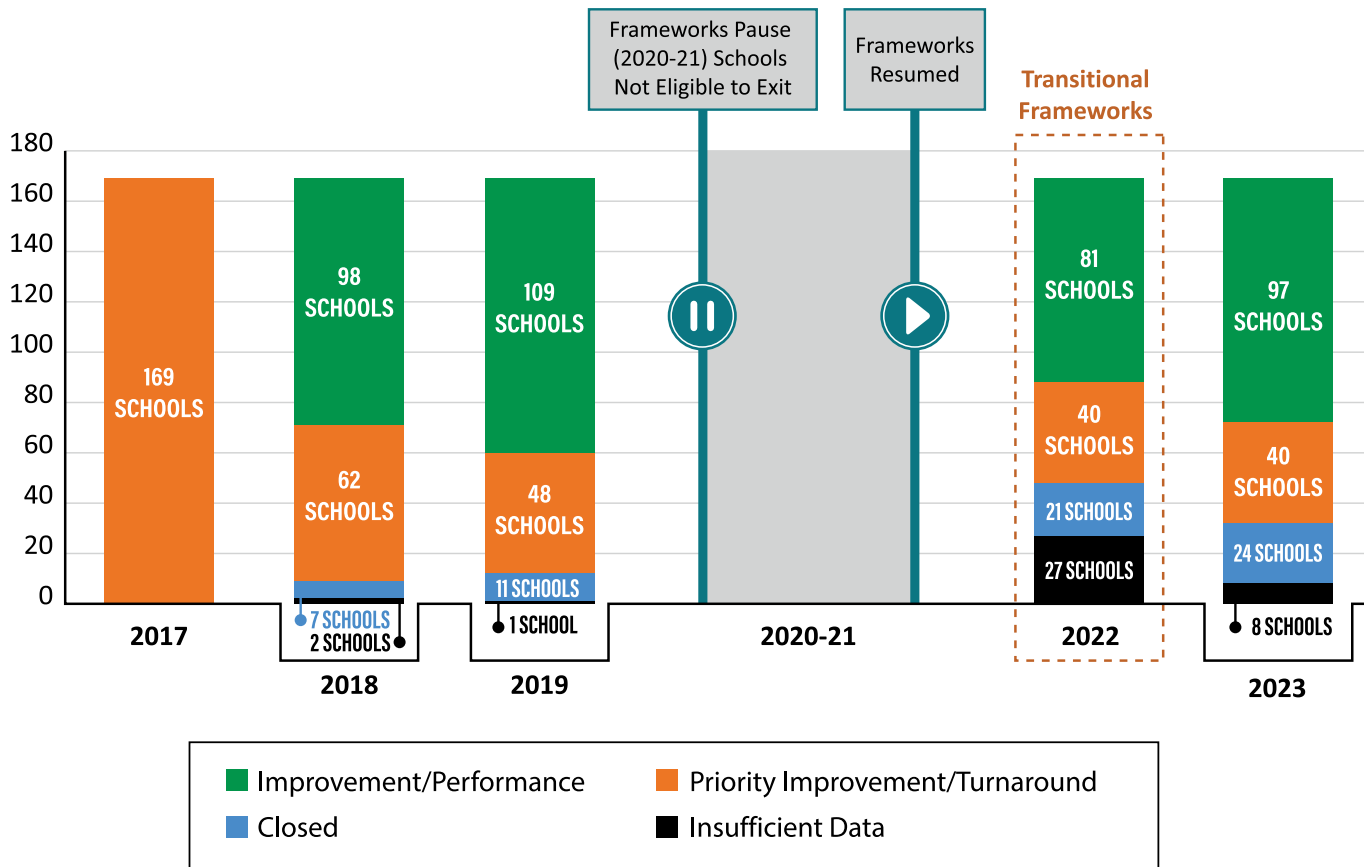 Frameworks Pause
(2020-21) Schools
Not Eligible to Exit
Frameworks
Resumed
Transitional
Frameworks
180
160
140
120
100
80
60
40
20
0
169
SCHOOLS
98
SCHOOLS
62
SCHOOLS
7 SCHOOLS
2 SCHOOLS
109
SCHOOLS
48
SCHOOLS
11 SCHOOLS
1 SCHOOL
81
SCHOOLS
40
SCHOOLS
21 SCHOOLS
27 SCHOOLS
97
SCHOOLS
40
SCHOOLS
24 SCHOOLS
8 SCHOOLS
2017
2018
2019
2020-21
2022
2023
Improvement/Performance
Priority Improvement/Turnaround
Closed
Insufficient Data